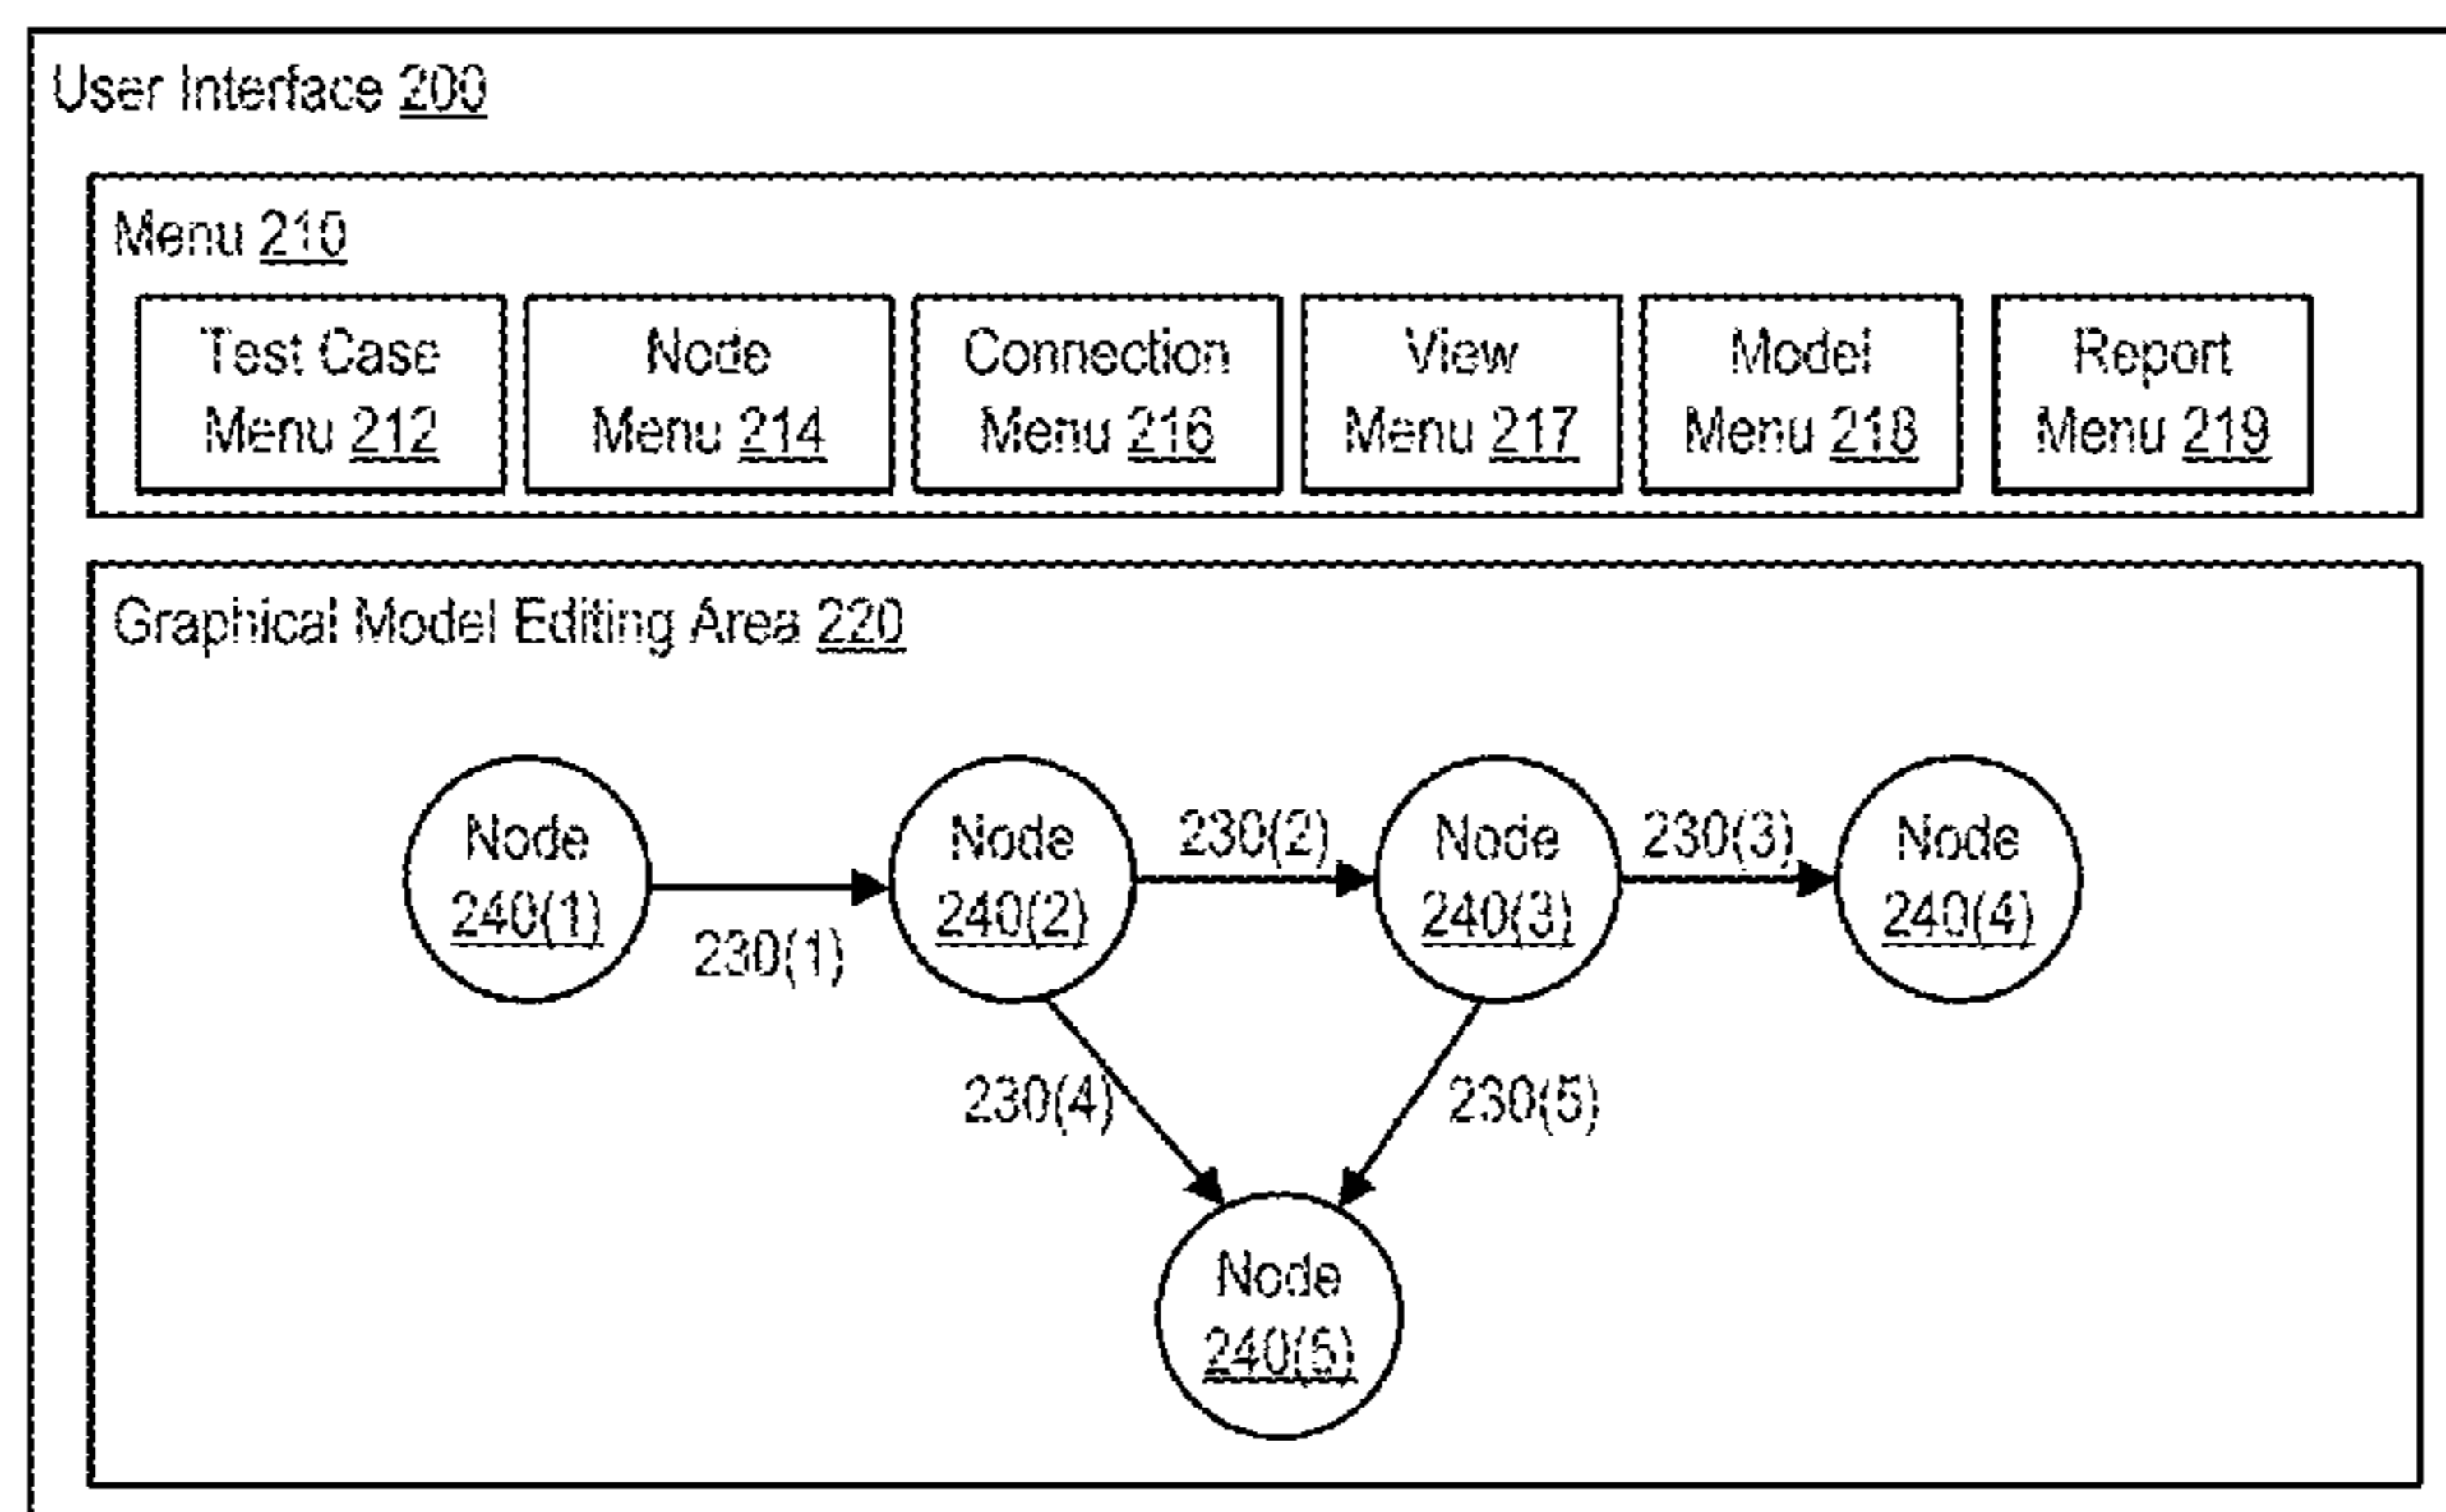 User Interface 200
Menu 210
Test Case
Menu 212
Node
Menu 214
Connection
Menu 216
View
Menu 217
Model
Menu 218
Report
Menu 219
Graphical Model Editing Area 220
Node
240(1)
230(1)
Node
240(2)
230(2)
Node
240(3)
230(3)
Node
240(4)
230(4)
230(5)
Node
240(5)